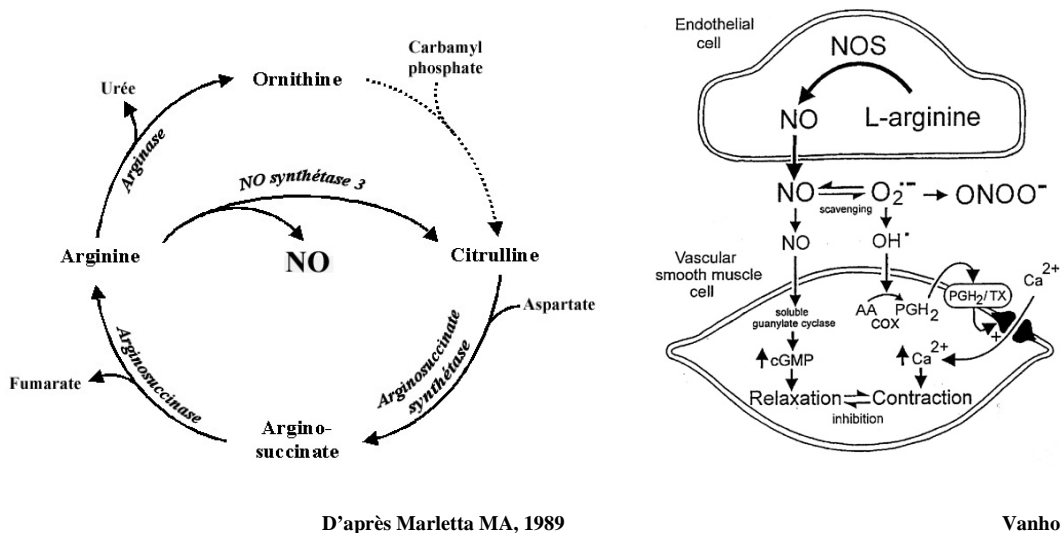 Carbamyl
phosphate
Ornithine
Urée
Arginase
NO synthétase 3
Arginine
NO
Citrulline
Aspartate
Arginosuccinate
synthétase
Arginosuccinase
Fumarate
Argino-
succinate
D'après Marletta MA, 1989
Endothelial
cell
NOS
NO
L-arginine
NO
O₂•−
ONOO−
scavenging
NO
OH•
Vascular
smooth muscle
cell
Ca2+
PGH₂/TX
AA
PGH₂
COX
soluble
guanylate cyclase
+
cGMP
Ca2+
Relaxation
Contraction
inhibition
Vanho